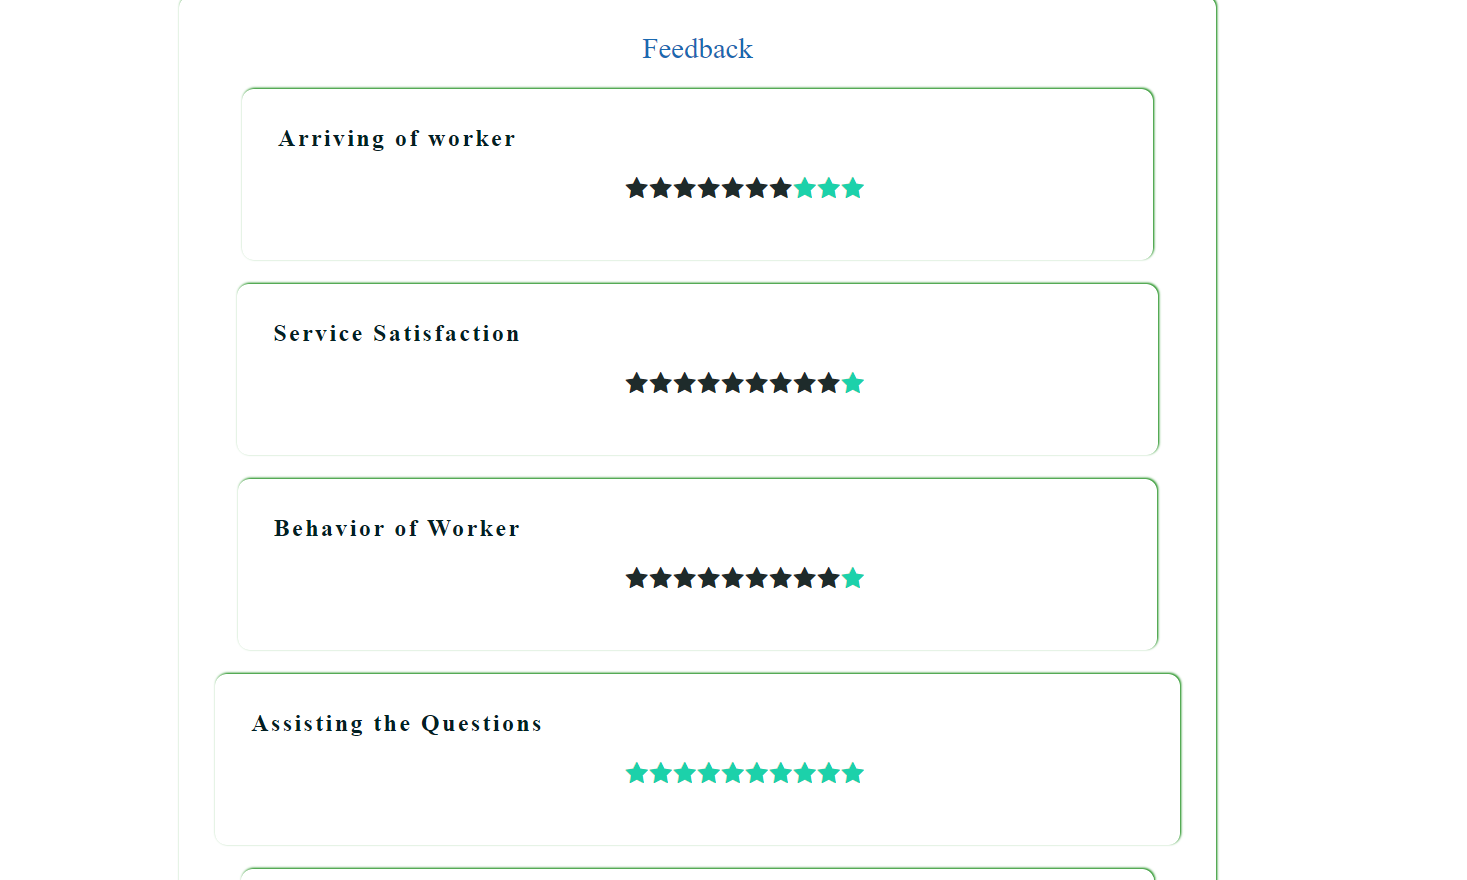 Feedback
Arriving of worker
Service Satisfaction
Behavior of Worker
Assisting the Questions